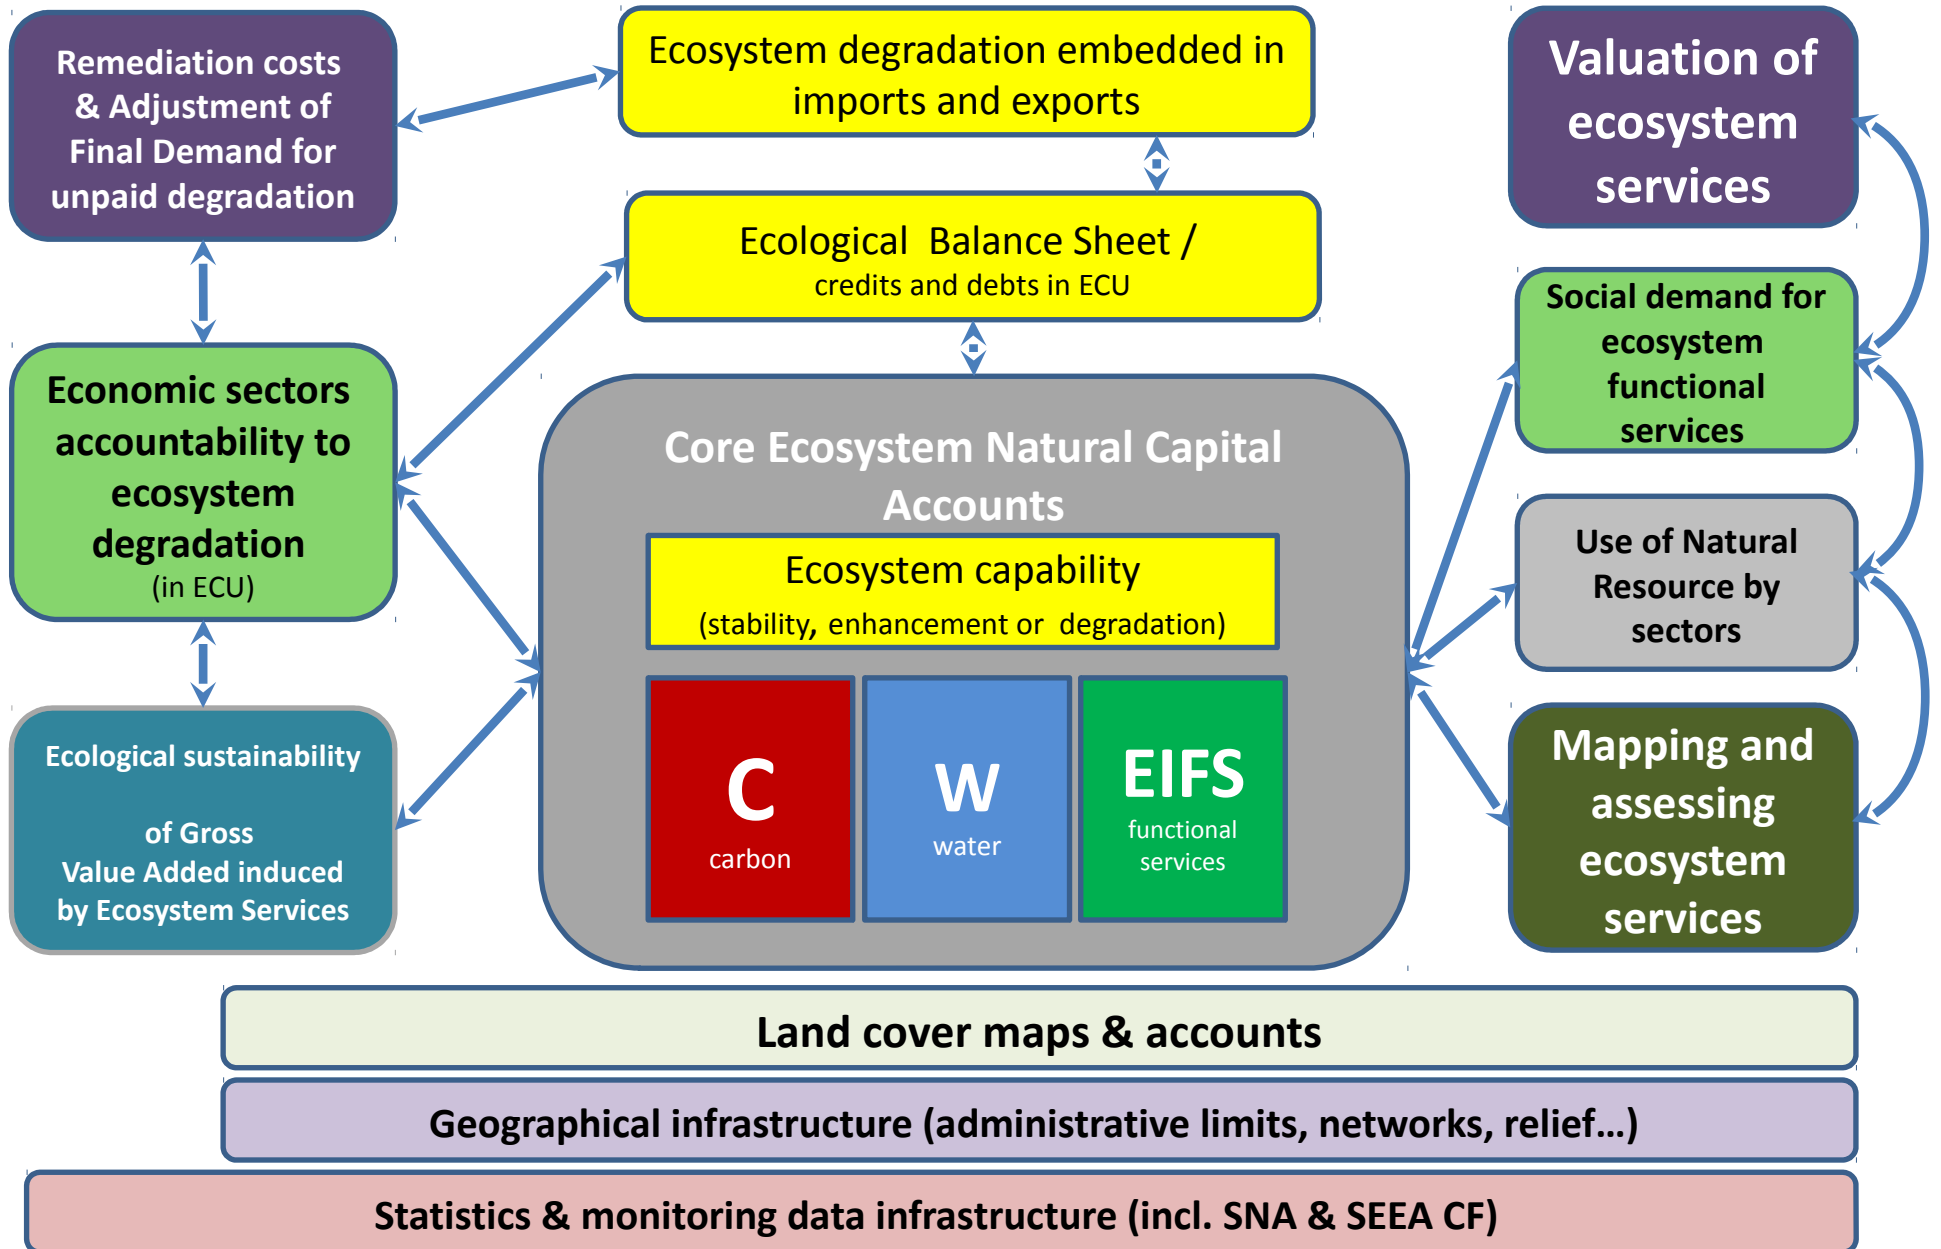 Remediation costs
& Adjustment of
Final Demand for
unpaid degradation
Ecosystem degradation embedded in
imports and exports
Valuation of
ecosystem
services
Ecological Balance Sheet /
credits and debts in ECU
Social demand for
ecosystem
functional
services
Economic sectors
accountability to
ecosystem
degradation
(in ECU)
Core Ecosystem Natural Capital
Accounts
Ecosystem capability
(stability, enhancement or degradation)
Use of Natural
Resource by
sectors
Ecological sustainability
of Gross
Value Added induced
by Ecosystem Services
C
carbon
W
water
EIFS
functional
services
Mapping and
assessing
ecosystem
services
Land cover maps & accounts
Geographical infrastructure (administrative limits, networks, relief...)
Statistics & monitoring data infrastructure (incl. SNA & SEEA CF)